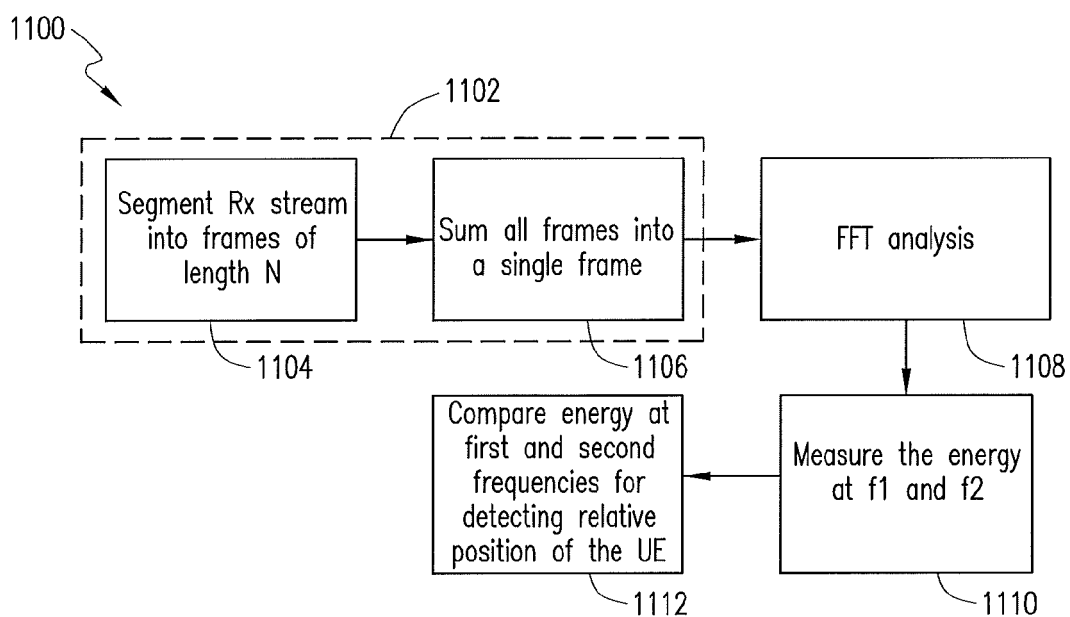 1100
1102
Segment Rx stream
into frames of
length N
Sum all frames into
a single frame
FFT analysis
1104
1106
1108
Compare energy at
first and second
frequencies for
detecting relative
position of the UE
Measure the energy
at f1 and f2
1112
1110